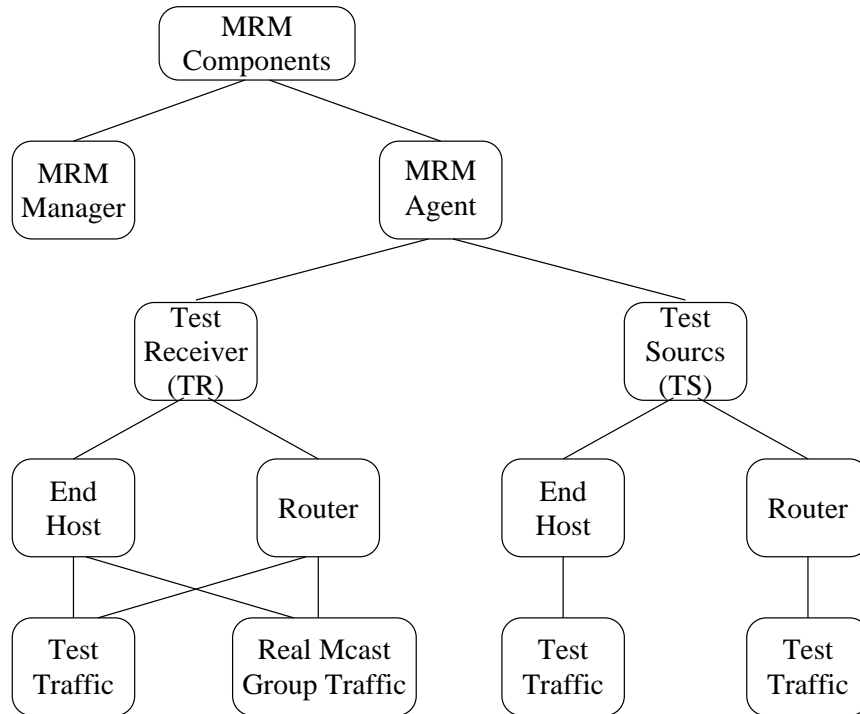 MRM
Components
MRM
Manager
MRM
Agent
Test
Receiver
(TR)
Test
Sourcs
(TS)
End
Host
Router
End
Host
Router
Test
Traffic
Real Mcast
Group Traffic
Test
Traffic
Test
Traffic